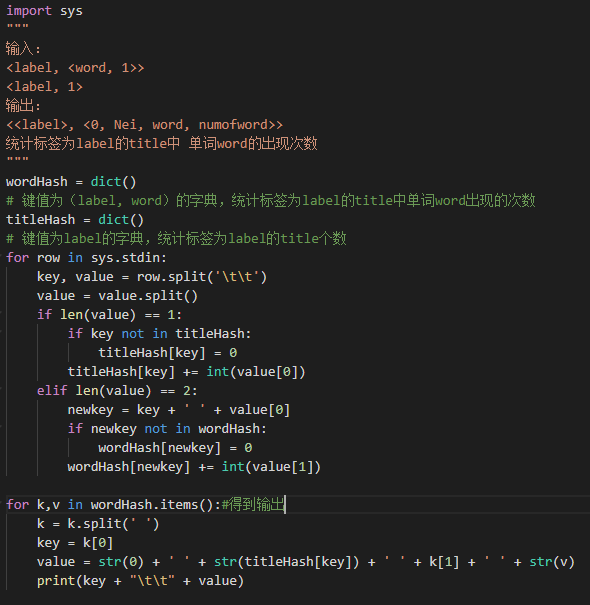 import sys
"""
输入:
<label, <word, 1>>
<label, 1>
输出:
<<label>, <0, Nei, word, numofword>>
统计标签为label的title中 单词word的出现次数
"""
wordHash = dict()
# 键值为（label, word）的字典，统计标签为label的title中单词word出现的次数
titleHash = dict()
# 键值为label的字典，统计标签为label的title个数
for row in sys.stdin:
    key, value = row.split('\t\t')
    value = value.split()
    if len(value) == 1:
        if key not in titleHash:
            titleHash[key] = 0
        titleHash[key] += int(value[0])
    elif len(value) == 2:
        newkey = key + ' ' + value[0]
        if newkey not in wordHash:
            wordHash[newkey] = 0
        wordHash[newkey] += int(value[1])

for k,v in wordHash.items():#得到输出
    k = k.split(' ')
    key = k[0]
    value = str(0) + ' ' + str(titleHash[key]) + ' ' + k[1] + ' ' + str(v)
    print(key + "\t\t" + value)